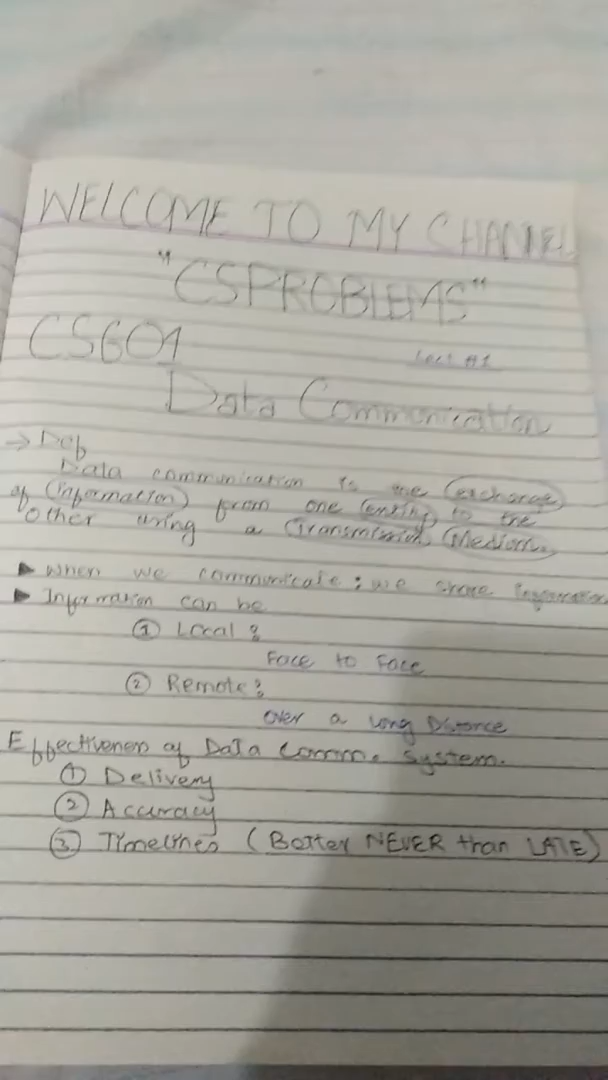 WELCOME TO MY CHANNEL
"CSPROBLEMS"
CS601
Lect #1
Data Communication
→ Def
Data communication is the (exchange)
of (information) from one (entity) to the
other using a (Transmission) (Medium)
▶ When we communicate; we share information
▶ Information can be
① Local:
Face to Face
② Remote:
over a Long Distance
Effectiveness of Data Comm. System.
① Delivery
② Accuracy
③ Timelines (Better NEVER than LATE)